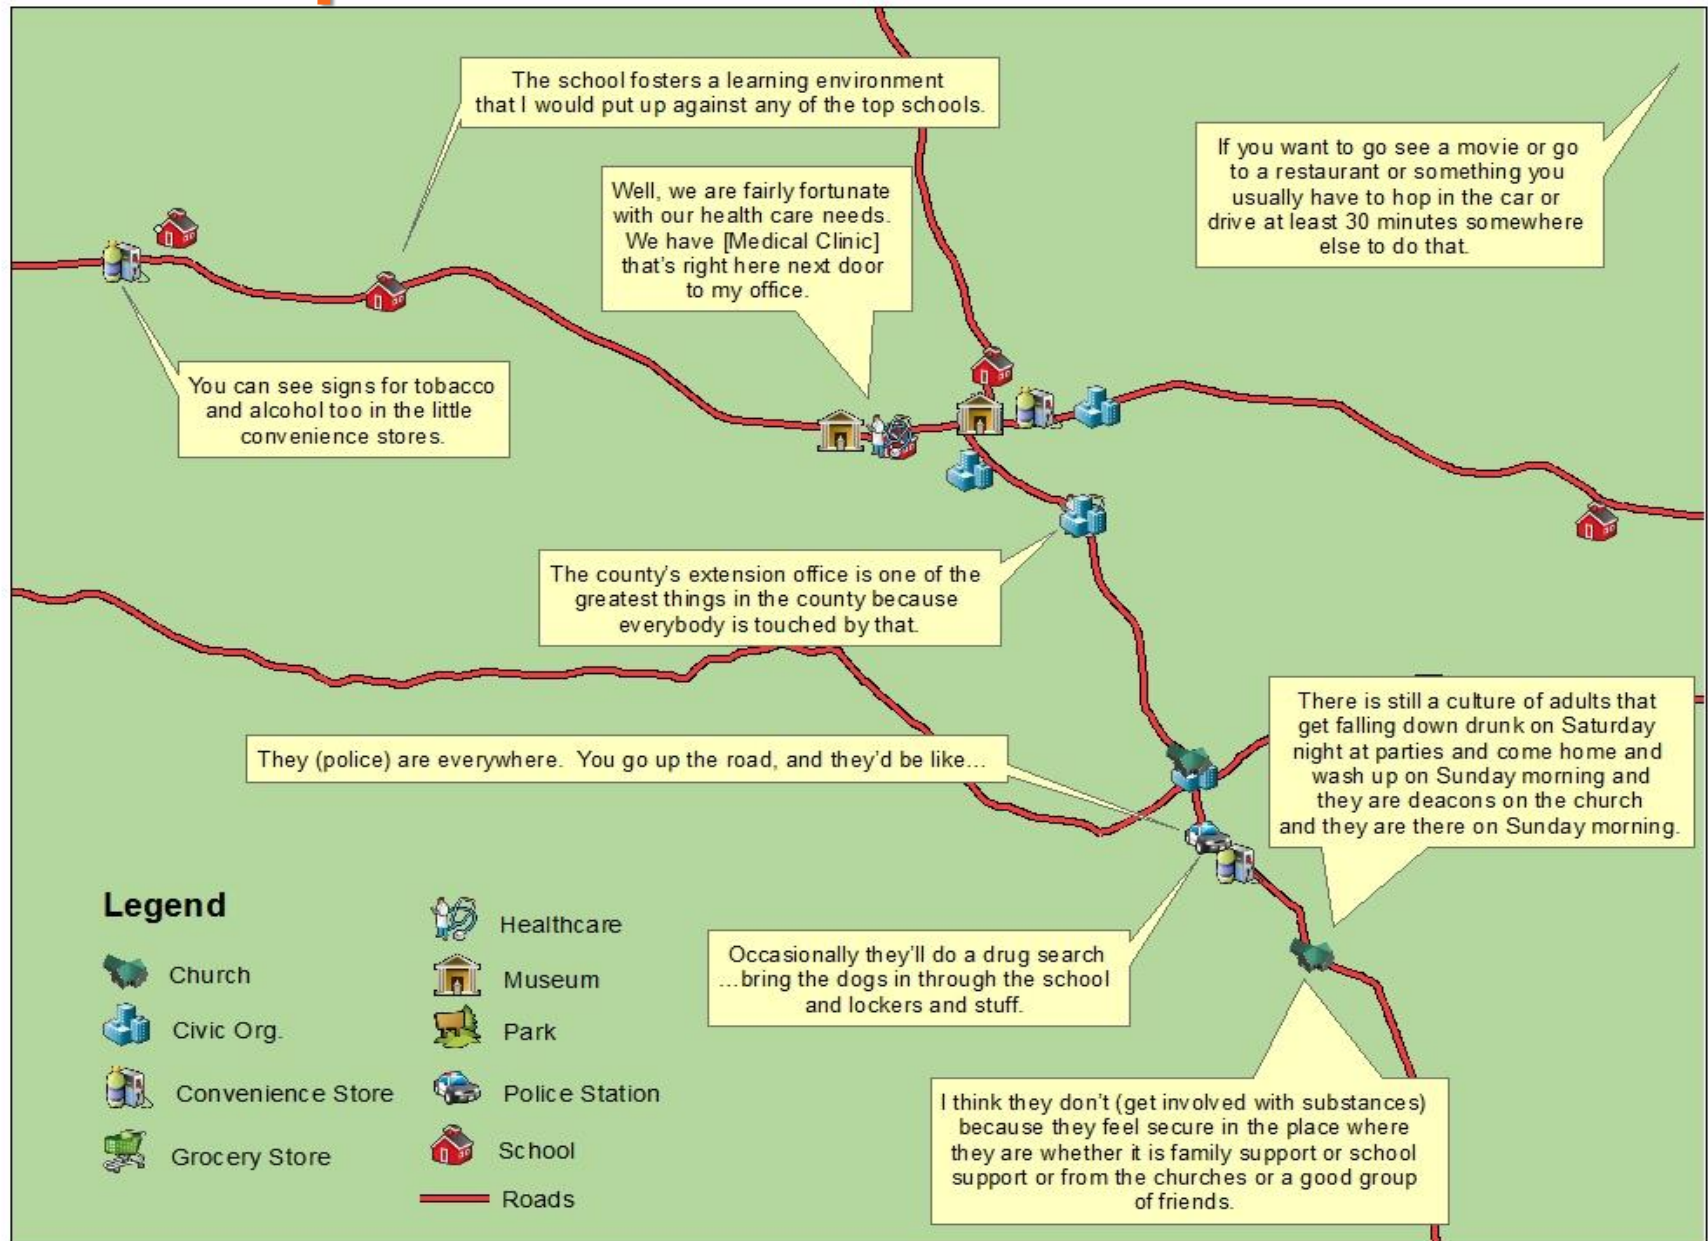 The school fosters a learning environment
that I would put up against any of the top schools.
If you want to go see a movie or go
to a restaurant or something you
usually have to hop in the car or
drive at least 30 minutes somewhere
else to do that.
Well, we are fairly fortunate
with our health care needs.
We have [Medical Clinic]
that's right here next door
to my office.
You can see signs for tobacco
and alcohol too in the little
convenience stores.
The county's extension office is one of the
greatest things in the county because
everybody is touched by that.
There is still a culture of adults that
get falling down drunk on Saturday
night at parties and come home and
wash up on Sunday morning and
they are deacons on the church
and they are there on Sunday morning.
They (police) are everywhere. You go up the road, and they'd be like...
Occasionally they'll do a drug search
...bring the dogs in through the school
and lockers and stuff.
I think they don't (get involved with substances)
because they feel secure in the place where
they are whether it is family support or school
support or from the churches or a good group
of friends.
Legend
Church
Civic Org.
Convenience Store
Grocery Store
Healthcare
Museum
Park
Police Station
School
Roads